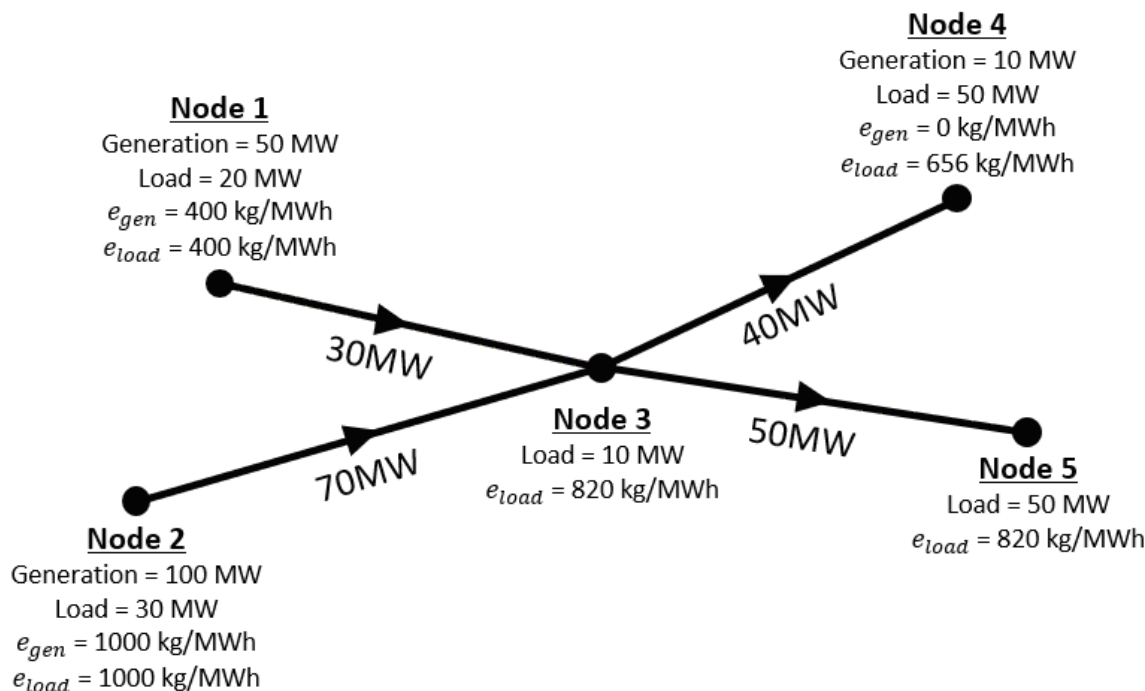 Node 4
Generation = 10 MW
Load = 50 MW
e_gen = 0 kg/MWh
e_load = 656 kg/MWh
Node 1
Generation = 50 MW
Load = 20 MW
e_gen = 400 kg/MWh
e_load = 400 kg/MWh
30MW
40MW
70MW
50MW
Node 3
Load = 10 MW
e_load = 820 kg/MWh
Node 5
Load = 50 MW
e_load = 820 kg/MWh
Node 2
Generation = 100 MW
Load = 30 MW
e_gen = 1000 kg/MWh
e_load = 1000 kg/MWh